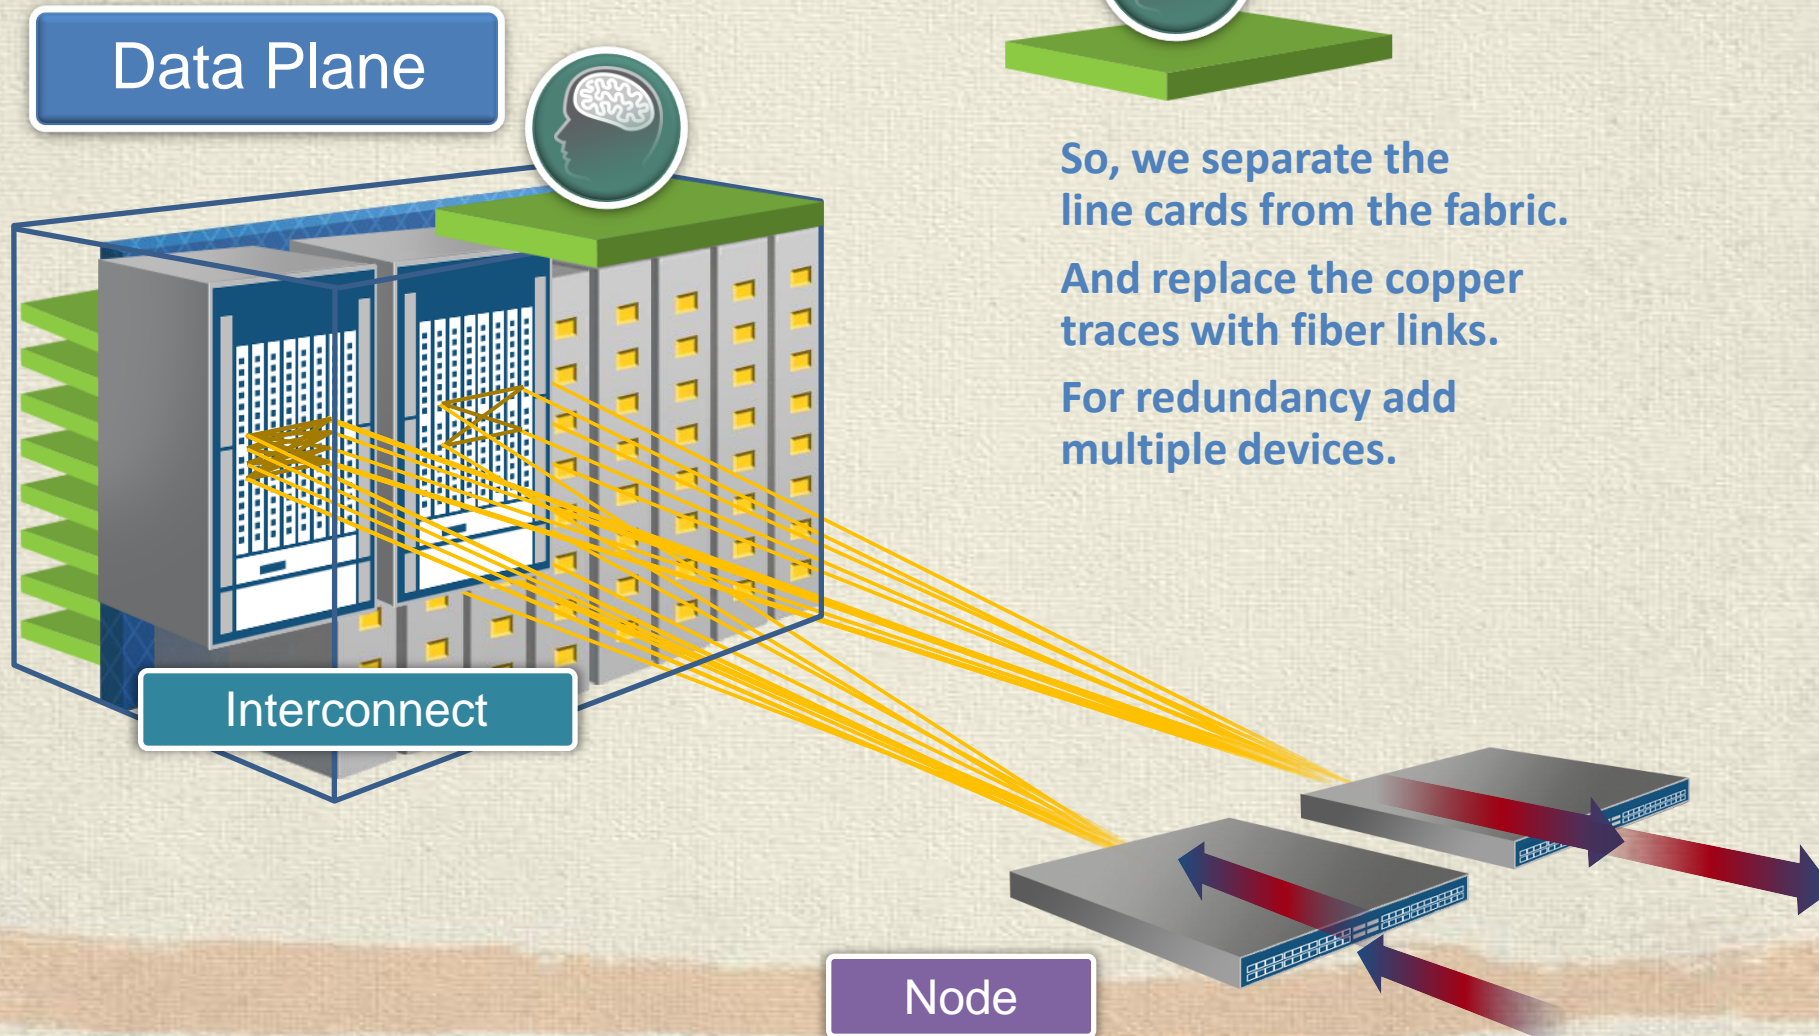 Data Plane
So, we separate the
line cards from the fabric.
And replace the copper
traces with fiber links.
For redundancy add
multiple devices.
Interconnect
Node